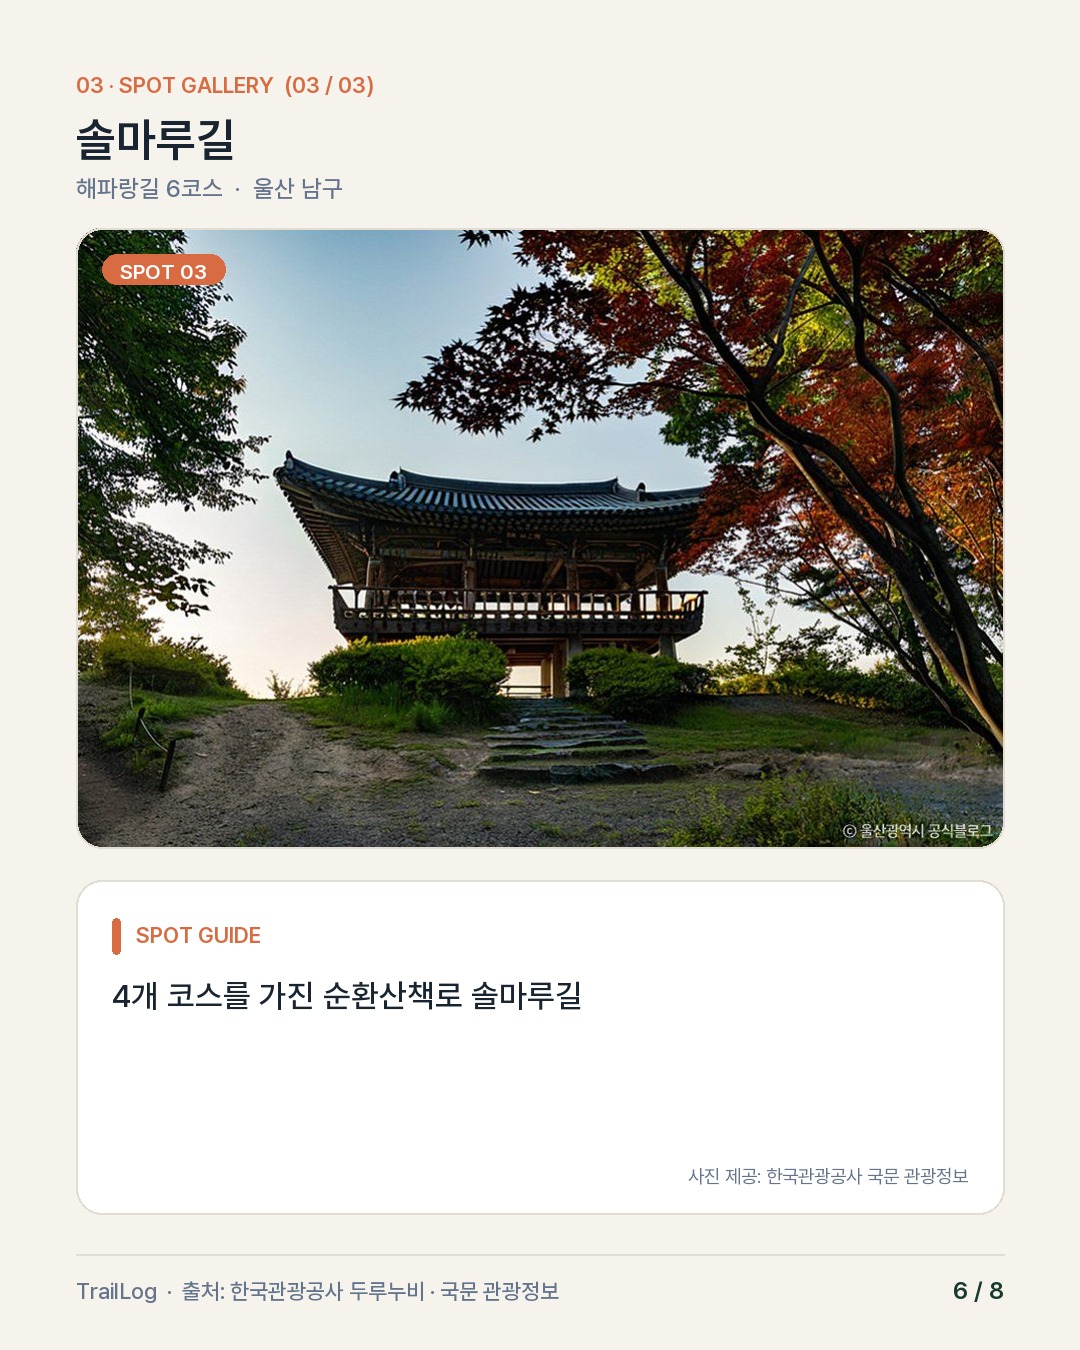 03 · SPOT GALLERY (03 / 03)
솔마루길
해파랑길 6코스 · 울산 남구
SPOT 03
© 울산광역시 공식블로그
SPOT GUIDE
4개 코스를 가진 순환산책로 솔마루길
사진 제공: 한국관광공사 국문 관광정보
TrailLog · 출처: 한국관광공사 두루누비 · 국문 관광정보
6 / 8